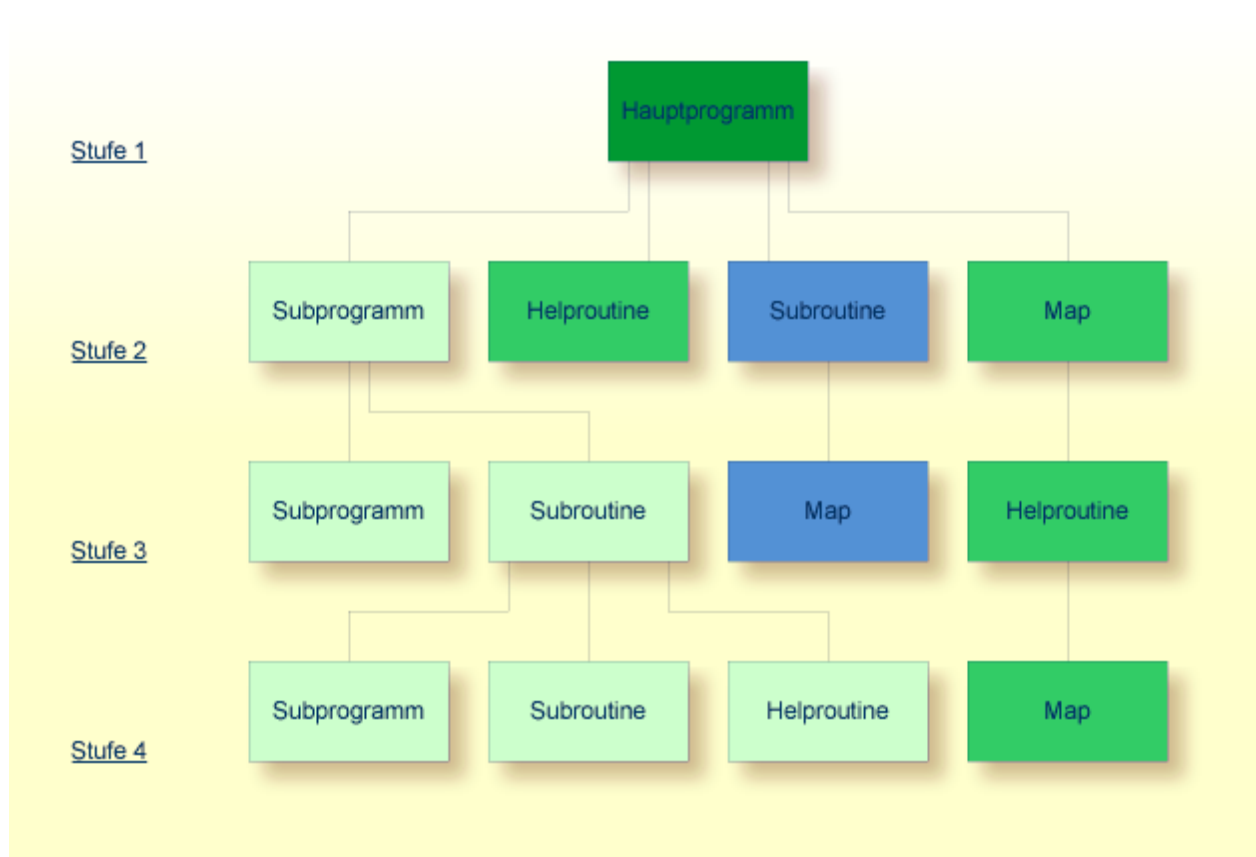 Hauptprogramm
Stufe 1
Subprogramm
Helproutine
Subroutine
Map
Stufe 2
Subprogramm
Subroutine
Map
Helproutine
Stufe 3
Subprogramm
Subroutine
Helproutine
Map
Stufe 4